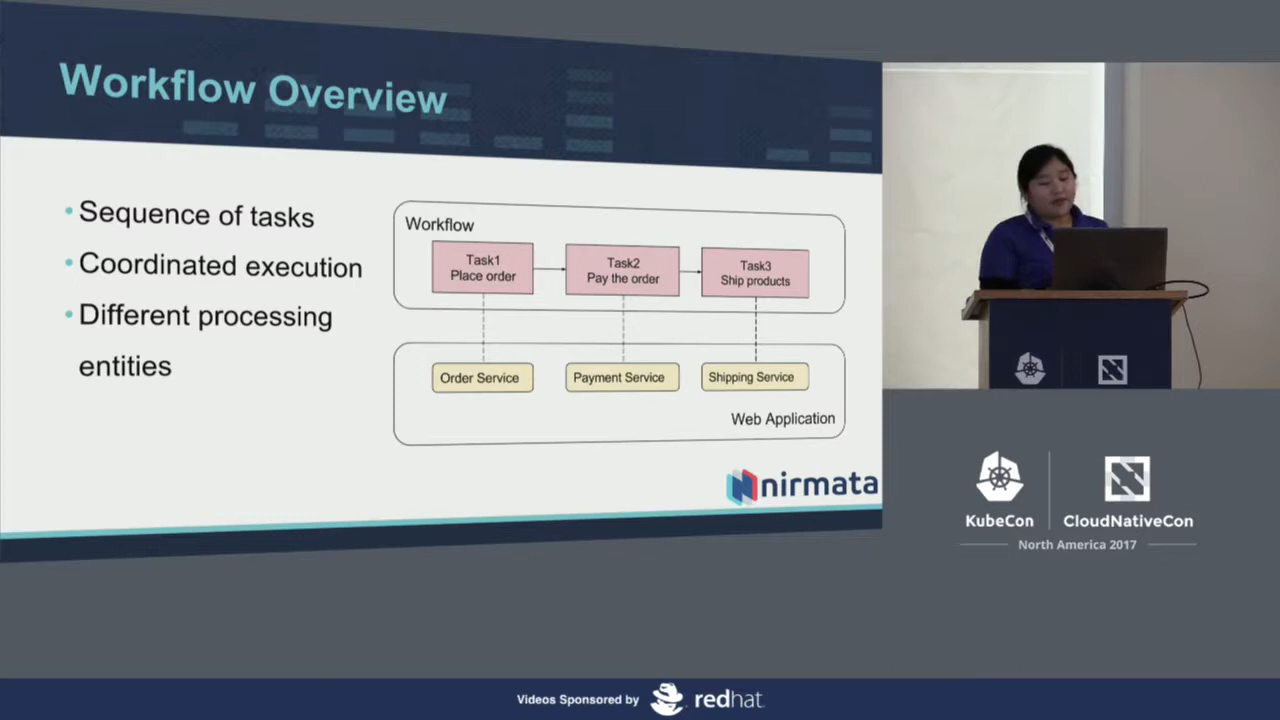 Workflow Overview
• Sequence of tasks
• Coordinated execution
• Different processing
entities
Workflow
Task1
Place order
Task2
Pay the order
Task3
Ship products
Order Service
Payment Service
Shipping Service
Web Application
nirmata
KubeCon
CloudNativeCon
North America 2017
Videos Sponsored by
redhat.